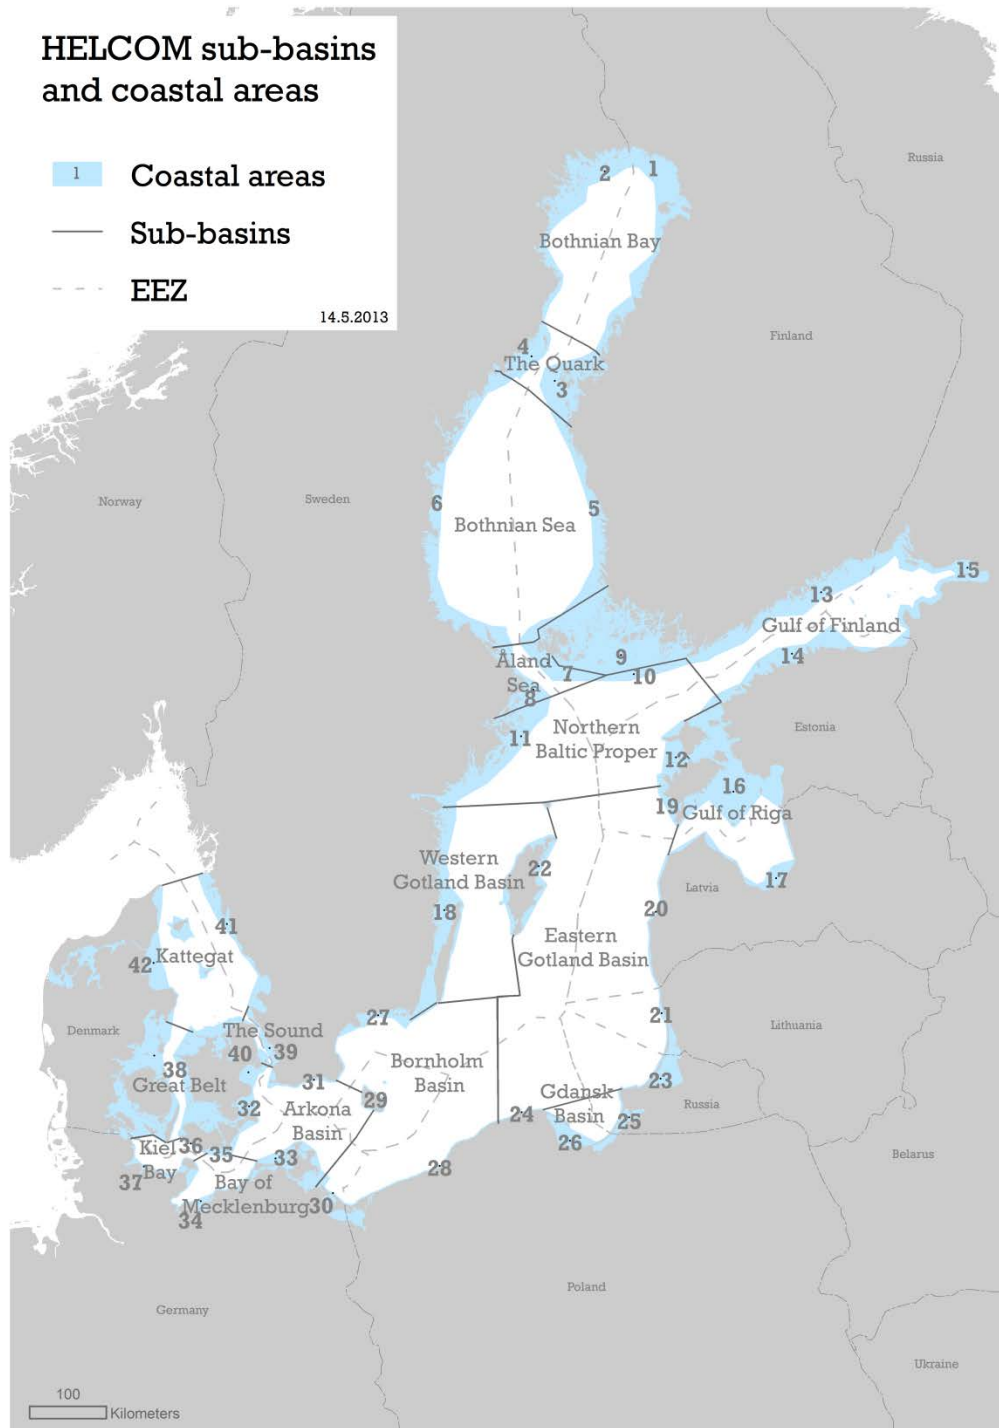 HELCOM sub-basins
and coastal areas
1
Coastal areas
Sub-basins
EEZ
14.5.2013
Russia
2
1
Bothnian Bay
Finland
4
The Quark
3
Norway
Sweden
6
5
Bothnian Sea
15
13
Gulf of Finland
14
9
Åland
Sea
7
10
8
11
Northern
Baltic Proper
Estonia
12
16
19
Gulf of Riga
Western
Gotland Basin
22
17
Latvia
18
20
41
Eastern
Gotland Basin
Kattegat
42
27
21
Denmark
The Sound
Lithuania
40
39
38
Great Belt
31
Bornholm
Basin
23
29
Gdansk
Basin
Russia
32
Arkona
Basin
24
25
26
Kiel
Bay
36
35
33
Belarus
28
37
Bay of
Mecklenburg
30
34
Poland
Germany
Ukraine
100
Kilometers